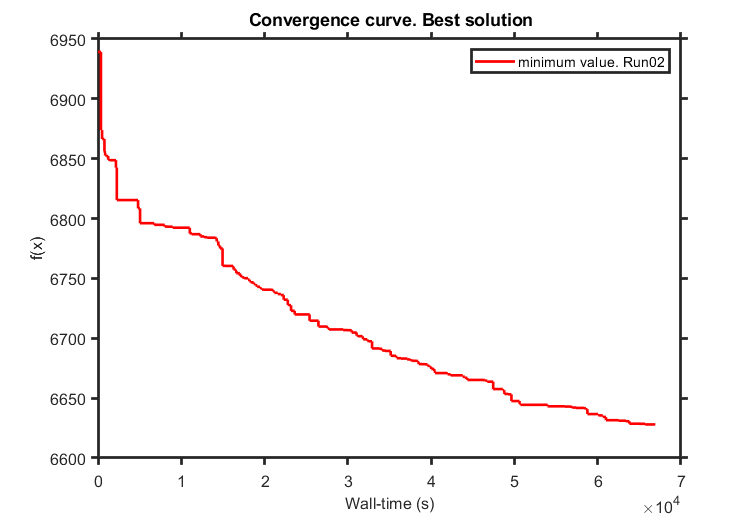 Convergence curve. Best solution
minimum value. Run02
6950
6900
6850
6800
6750
6700
6650
6600
f(x)
0 1 2 3 4 5 6 7
Wall-time (s)
×10^4